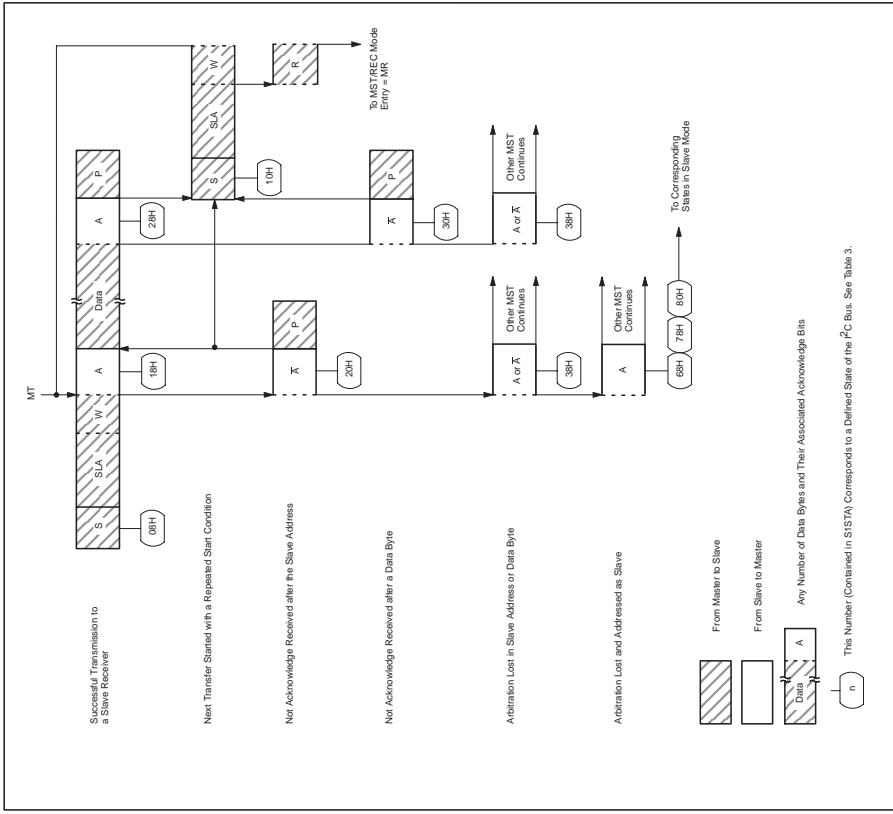 MT
Successful Transmission to
a Slave Receiver
S
SLA
W
A
Data
A
P
08H
18H
28H
Next Transfer Started with a Repeated Start Condition
S
SLA
W
10H
Not Acknowledge Received after the Slave Address
A̅
P
20H
R
To MST/REC Mode
Entry = MR
Not Acknowledge Received after a Data Byte
A̅
P
30H
Arbitration Lost in Slave Address or Data Byte
A or A̅
Other MST
Continues
38H
A or A̅
Other MST
Continues
38H
Arbitration Lost and Addressed as Slave
A
Other MST
Continues
68H
78H
80H
To Corresponding
States in Slave Mode
From Master to Slave
From Slave to Master
Data
A
Any Number of Data Bytes and Their Associated Acknowledge Bits
n
This Number (Contained in S1STA) Corresponds to a Defined State of the I²C Bus. See Table 3.